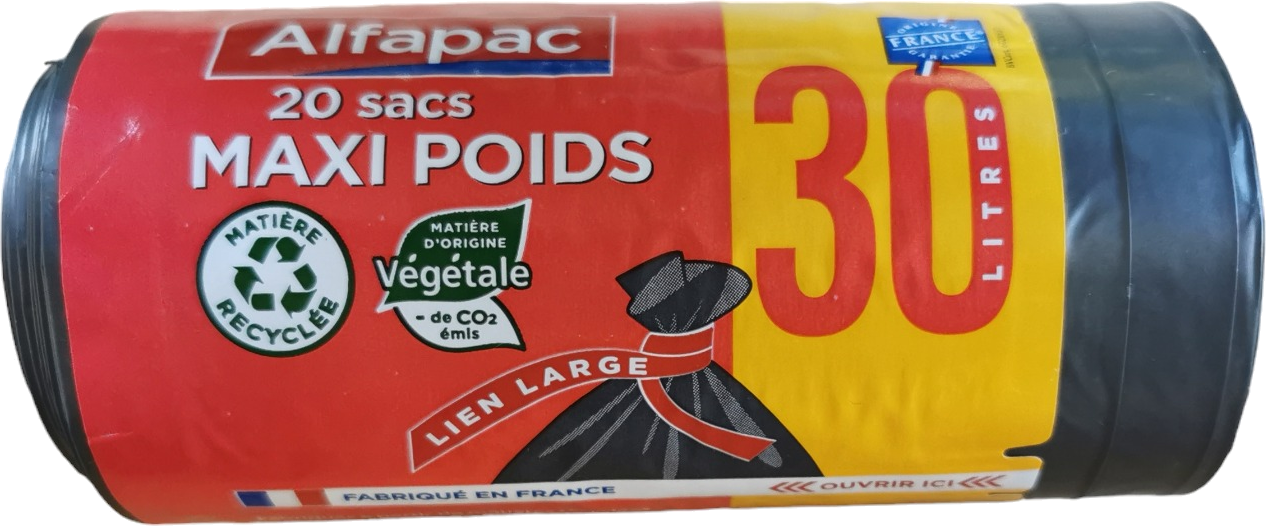 Alfapac
20 sacs
MAXI POIDS
MATIÈRE
RECYCLÉE
MATIÈRE
D'ORIGINE
Végétale
- de CO2
émis
LIEN LARGE
FABRIQUÉ EN FRANCE
ORIGINE
FRANCE
GARANTIE
30
LITRES
<<< OUVRIR ICI <<<